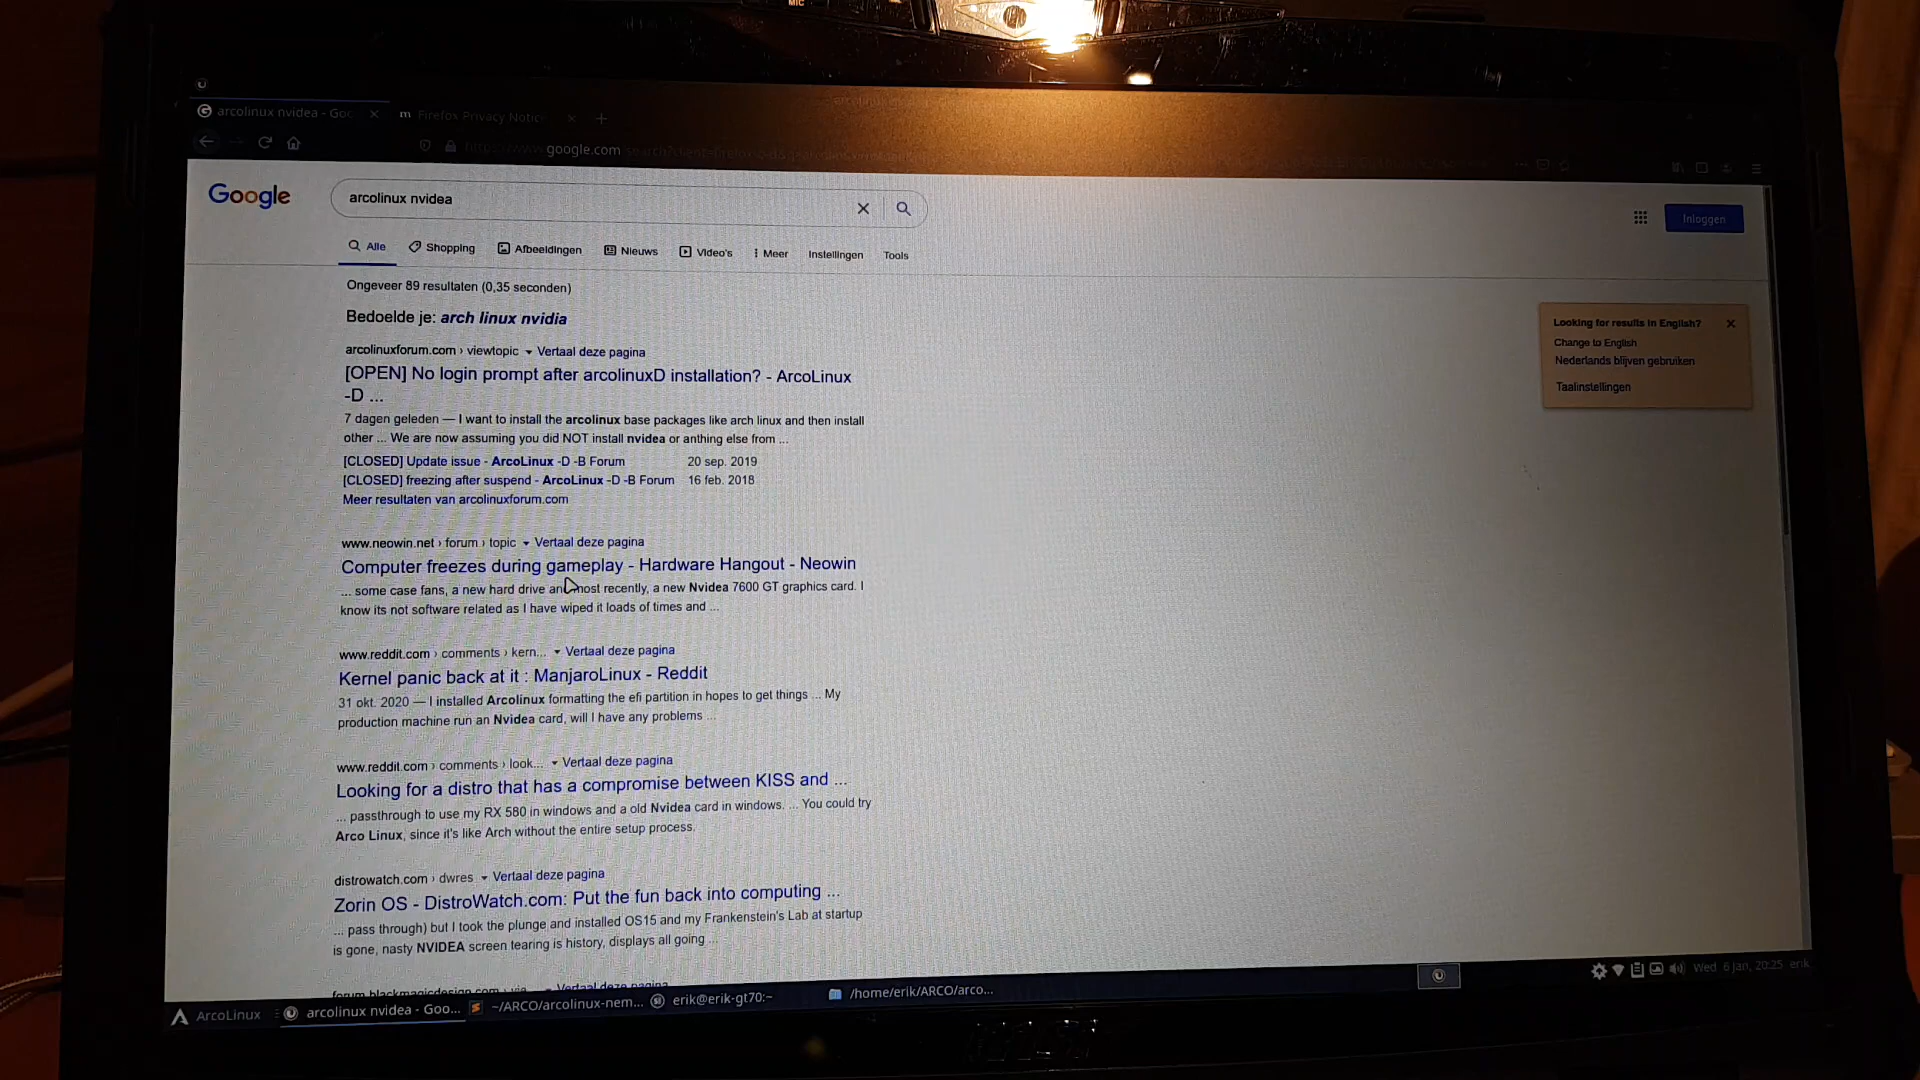 MIC
arcolinux nvidea - Goo
Firefox Privacy Notice
google.com
Google
arcolinux nvidea
Inloggen
Alle
Shopping
Afbeeldingen
Nieuws
Video's
Meer
Instellingen
Tools
Ongeveer 89 resultaten (0,35 seconden)
Bedoelde je: arch linux nvidia
Looking for results in English?
Change to English
Nederlands blijven gebruiken
Taalinstellingen
arcolinuxforum.com › viewtopic Vertaal deze pagina
[OPEN] No login prompt after arcolinuxD installation? - ArcoLinux
-D ...
7 dagen geleden — I want to install the arcolinux base packages like arch linux and then install
other ... We are now assuming you did NOT install nvidea or anthing else from ...
[CLOSED] Update issue - ArcoLinux -D -B Forum 20 sep. 2019
[CLOSED] freezing after suspend - ArcoLinux -D -B Forum 16 feb. 2018
Meer resultaten van arcolinuxforum.com
www.neowin.net › forum › topic Vertaal deze pagina
Computer freezes during gameplay - Hardware Hangout - Neowin
... some case fans, a new hard drive and most recently, a new Nvidea 7600 GT graphics card. I
know its not software related as I have wiped it loads of times and ...
www.reddit.com › comments › kern... Vertaal deze pagina
Kernel panic back at it : ManjaroLinux - Reddit
31 okt. 2020 — I installed Arcolinux formatting the efi partition in hopes to get things ... My
production machine run an Nvidea card, will I have any problems ...
www.reddit.com › comments › look... Vertaal deze pagina
Looking for a distro that has a compromise between KISS and ...
... passthrough to use my RX 580 in windows and a old Nvidea card in windows. ... You could try
Arco Linux, since it's like Arch without the entire setup process.
distrowatch.com › dwres Vertaal deze pagina
Zorin OS - DistroWatch.com: Put the fun back into computing ...
... pass through) but I took the plunge and installed OS15 and my Frankenstein's Lab at startup
is gone, nasty NVIDEA screen tearing is history, displays all going ...
forum.blackmagicdesign.com › Vertaal deze pagina
ArcoLinux
arcolinux nvidea - Goo...
~/ARCO/arcolinux-nem...
erik@erik-gt70:~
/home/erik/ARCO/arco...
Wed 6 Jan, 20:25 erik